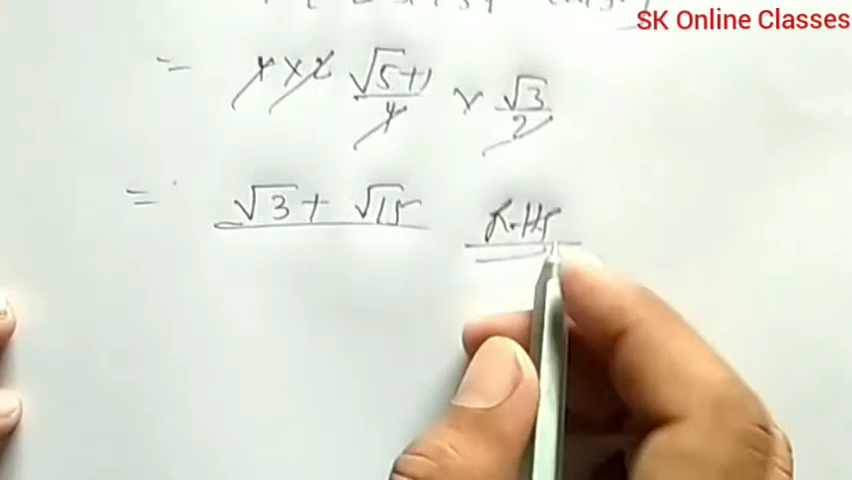 SK Online Classes
= 4 x 2 √5+1/4 x √3/2
= √3 + √15 R.H.S